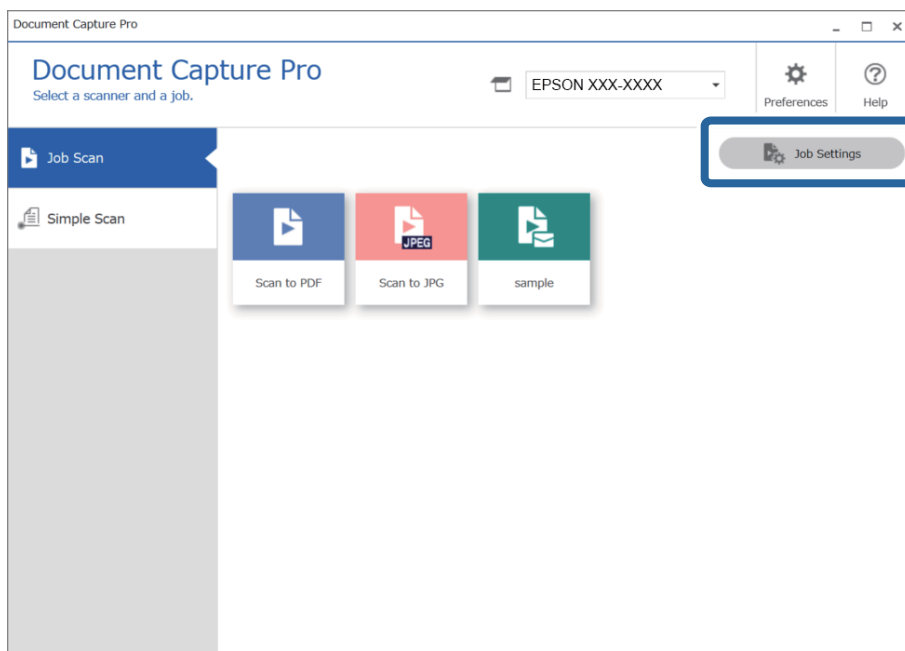 Document Capture Pro
Document Capture Pro
Select a scanner and a job.
EPSON XXX-XXXX
Preferences
Help
Job Scan
Job Settings
Simple Scan
JPEG
Scan to PDF
Scan to JPG
sample